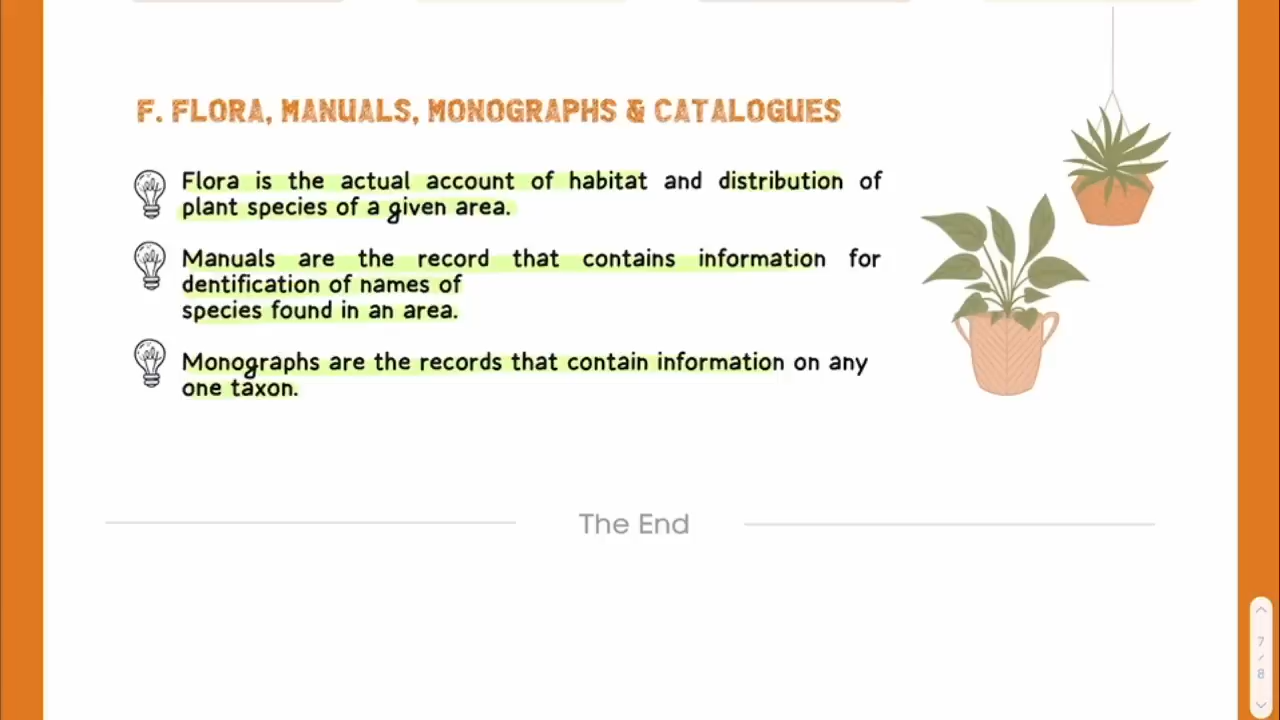 F. FLORA, MANUALS, MONOGRAPHS & CATALOGUES
Flora is the actual account of habitat and distribution of
plant species of a given area.
Manuals are the record that contains information for
dentification of names of
species found in an area.
Monographs are the records that contain information on any
one taxon.
The End
7
/
8